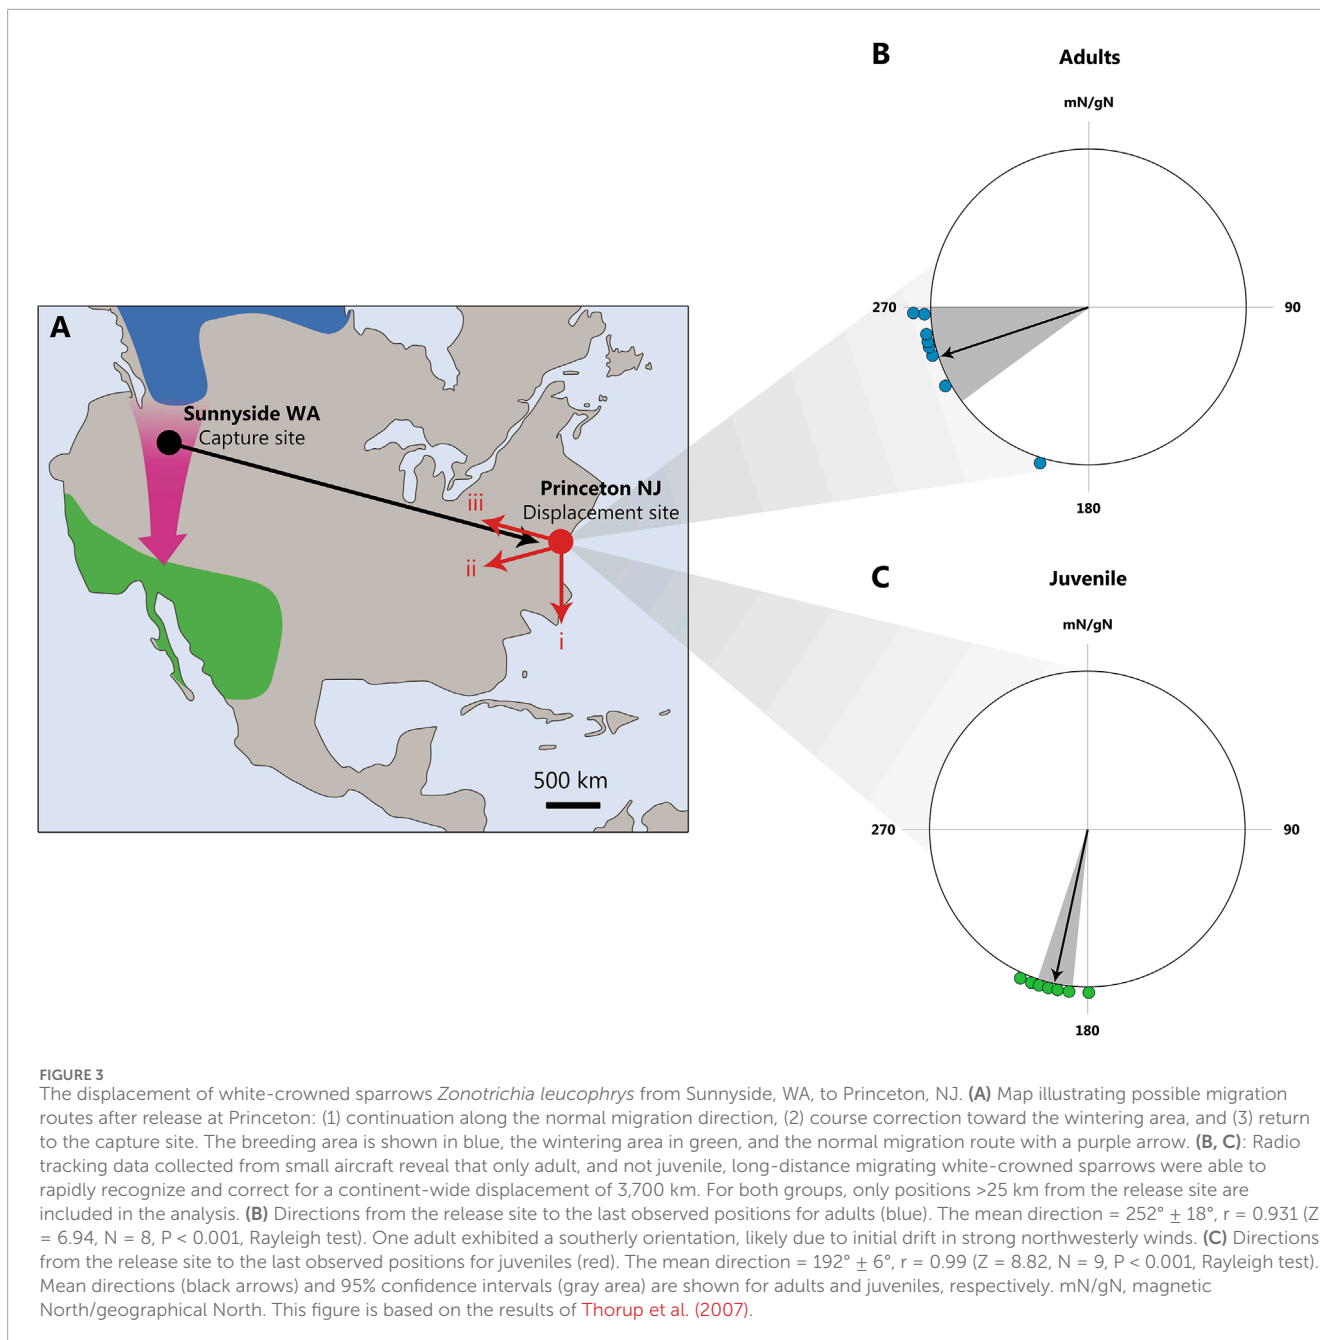 B
Adults
mN/gN
270
90
180
A
Sunnyside WA
Capture site
Princeton NJ
Displacement site
iii
ii
i
500 km
C
Juvenile
mN/gN
270
90
180
FIGURE 3
The displacement of white-crowned sparrows Zonotrichia leucophrys from Sunnyside, WA, to Princeton, NJ. (A) Map illustrating possible migration
routes after release at Princeton: (1) continuation along the normal migration direction, (2) course correction toward the wintering area, and (3) return
to the capture site. The breeding area is shown in blue, the wintering area in green, and the normal migration route with a purple arrow. (B, C): Radio
tracking data collected from small aircraft reveal that only adult, and not juvenile, long-distance migrating white-crowned sparrows were able to
rapidly recognize and correct for a continent-wide displacement of 3,700 km. For both groups, only positions >25 km from the release site are
included in the analysis. (B) Directions from the release site to the last observed positions for adults (blue). The mean direction = 252° ± 18°, r = 0.931 (Z
= 6.94, N = 8, P < 0.001, Rayleigh test). One adult exhibited a southerly orientation, likely due to initial drift in strong northwesterly winds. (C) Directions
from the release site to the last observed positions for juveniles (red). The mean direction = 192° ± 6°, r = 0.99 (Z = 8.82, N = 9, P < 0.001, Rayleigh test).
Mean directions (black arrows) and 95% confidence intervals (gray area) are shown for adults and juveniles, respectively. mN/gN, magnetic
North/geographical North. This figure is based on the results of Thorup et al. (2007).